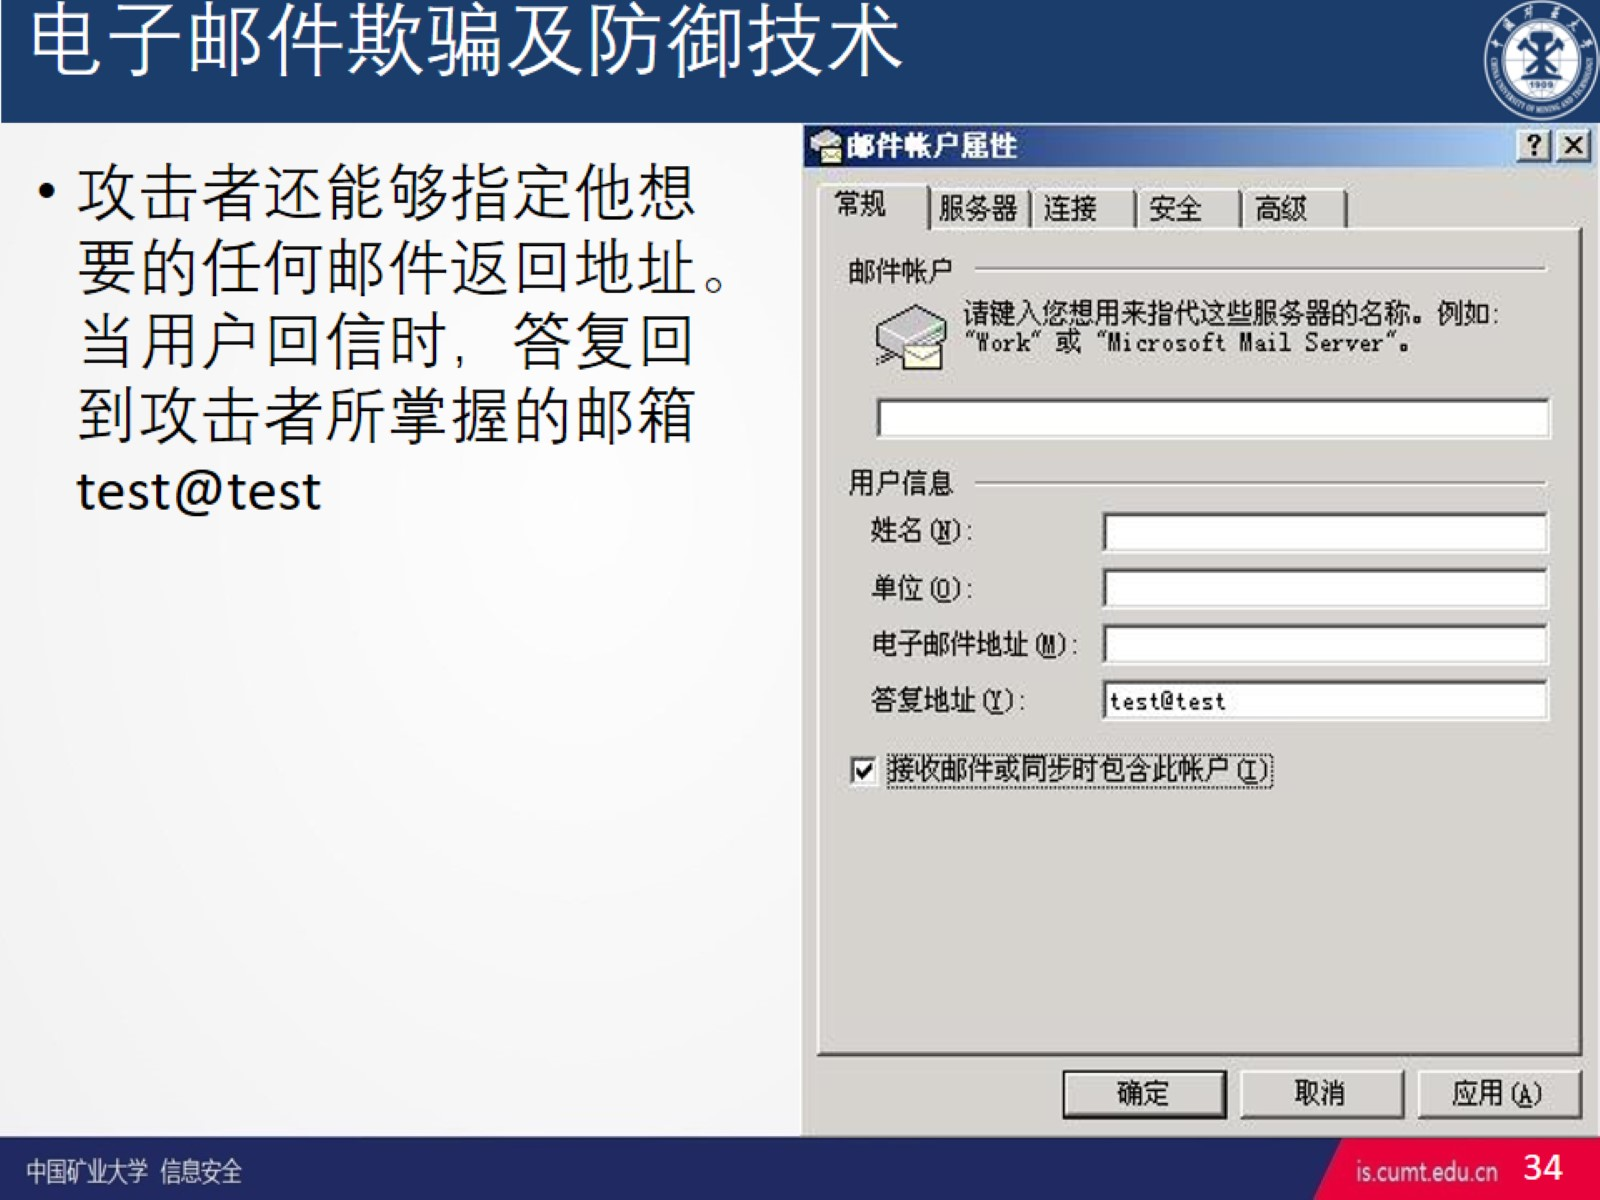 电子邮件欺骗及防御技术
• 攻击者还能够指定他想
要的任何邮件返回地址。
当用户回信时，答复回
到攻击者所掌握的邮箱
test@test
邮件帐户属性
常规 服务器 连接 安全 高级
邮件帐户
请键入您想用来指代这些服务器的名称。例如:
“Work” 或 “Microsoft Mail Server”。
用户信息
姓名(N):
单位(O):
电子邮件地址(M):
答复地址(Y): test@test
接收邮件或同步时包含此帐户(I)
确定 取消 应用(A)
中国矿业大学 信息安全
is.cumt.edu.cn 34
1909